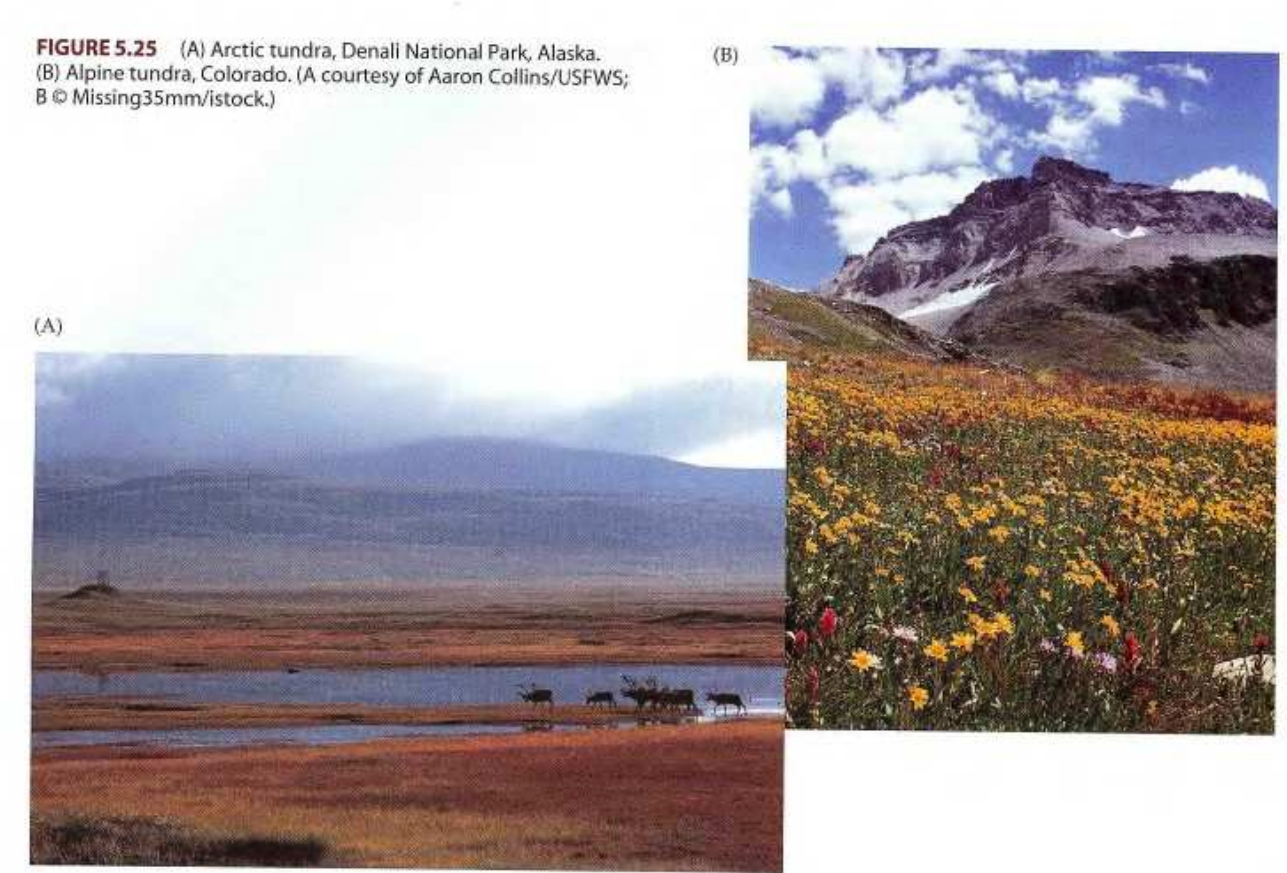 FIGURE 5.25 (A) Arctic tundra, Denali National Park, Alaska.
(B) Alpine tundra, Colorado. (A courtesy of Aaron Collins/USFWS;
B © Missing35mm/istock.)
(B)
(A)